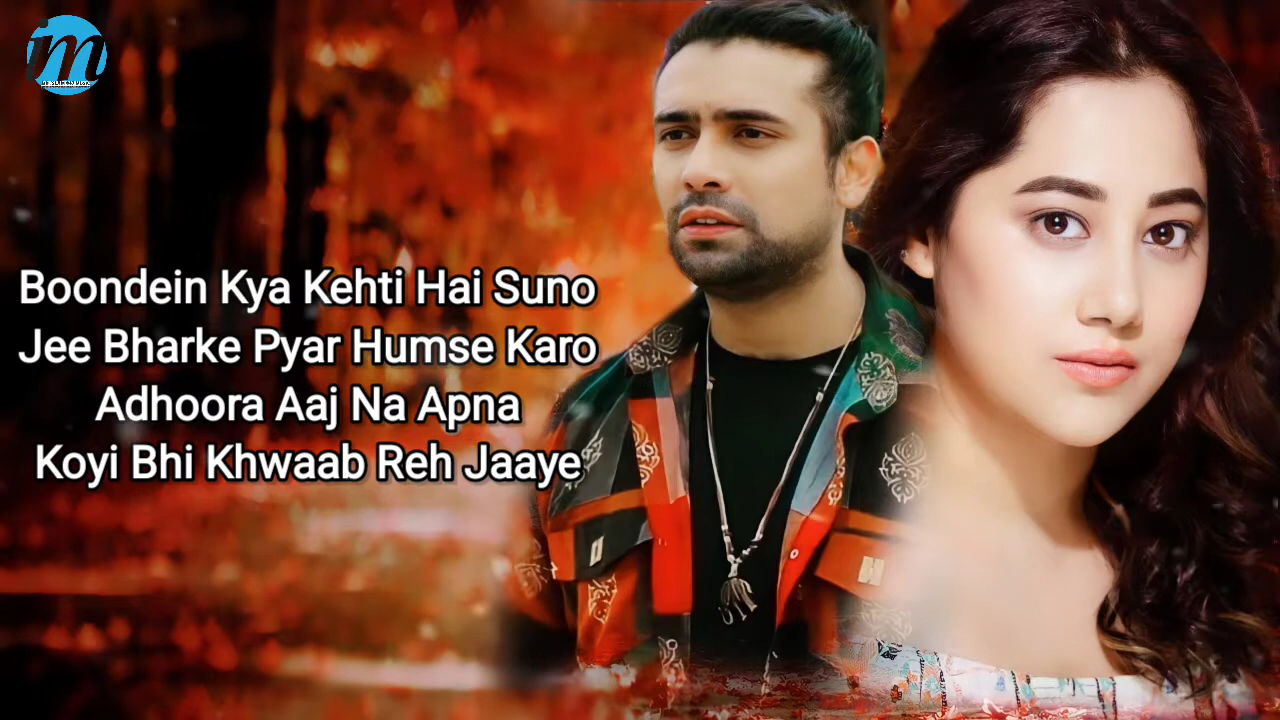 m
Boondein Kya Kehti Hai Suno
Jee Bharke Pyar Humse Karo
Adhoora Aaj Na Apna
Koyi Bhi Khwaab Reh Jaaye